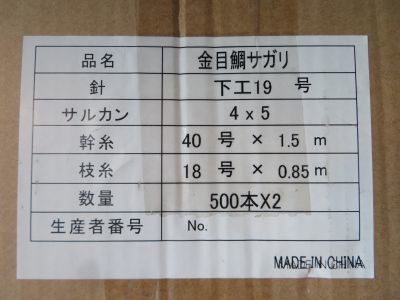 品名 金目鯛サガリ
針 下工19 号
サルカン 4 x 5
幹糸 40 号 × 1.5 m
枝糸 18 号 × 0.85 m
数量 500本X2
生産者番号 No.
MADE IN CHINA